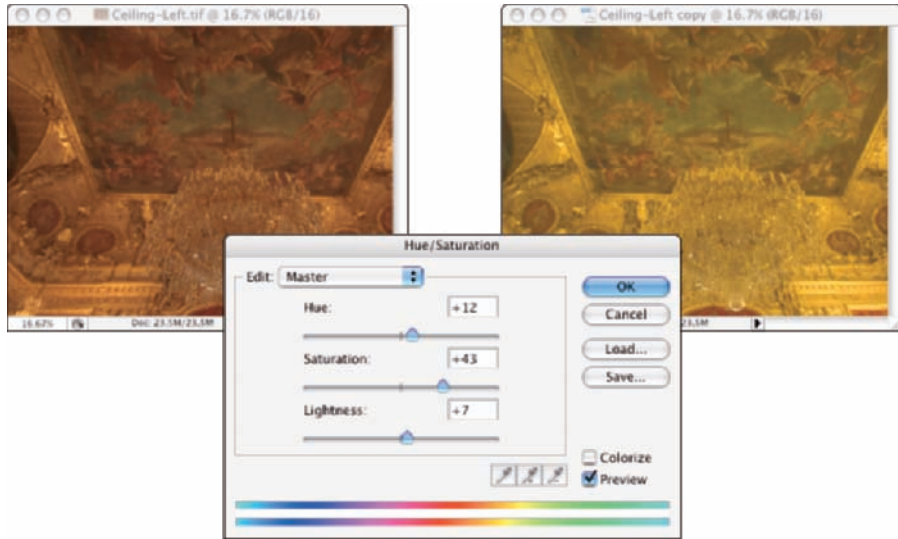 Ceiling-Left.tif @ 16.7% (RGB/16)
Ceiling-Left copy @ 16.7% (RGB/16)
16.67% Doc: 23.5M/23.5M
23.5M
Hue/Saturation
Edit: Master
Hue: +12
Saturation: +43
Lightness: +7
OK
Cancel
Load...
Save...
Colorize
Preview